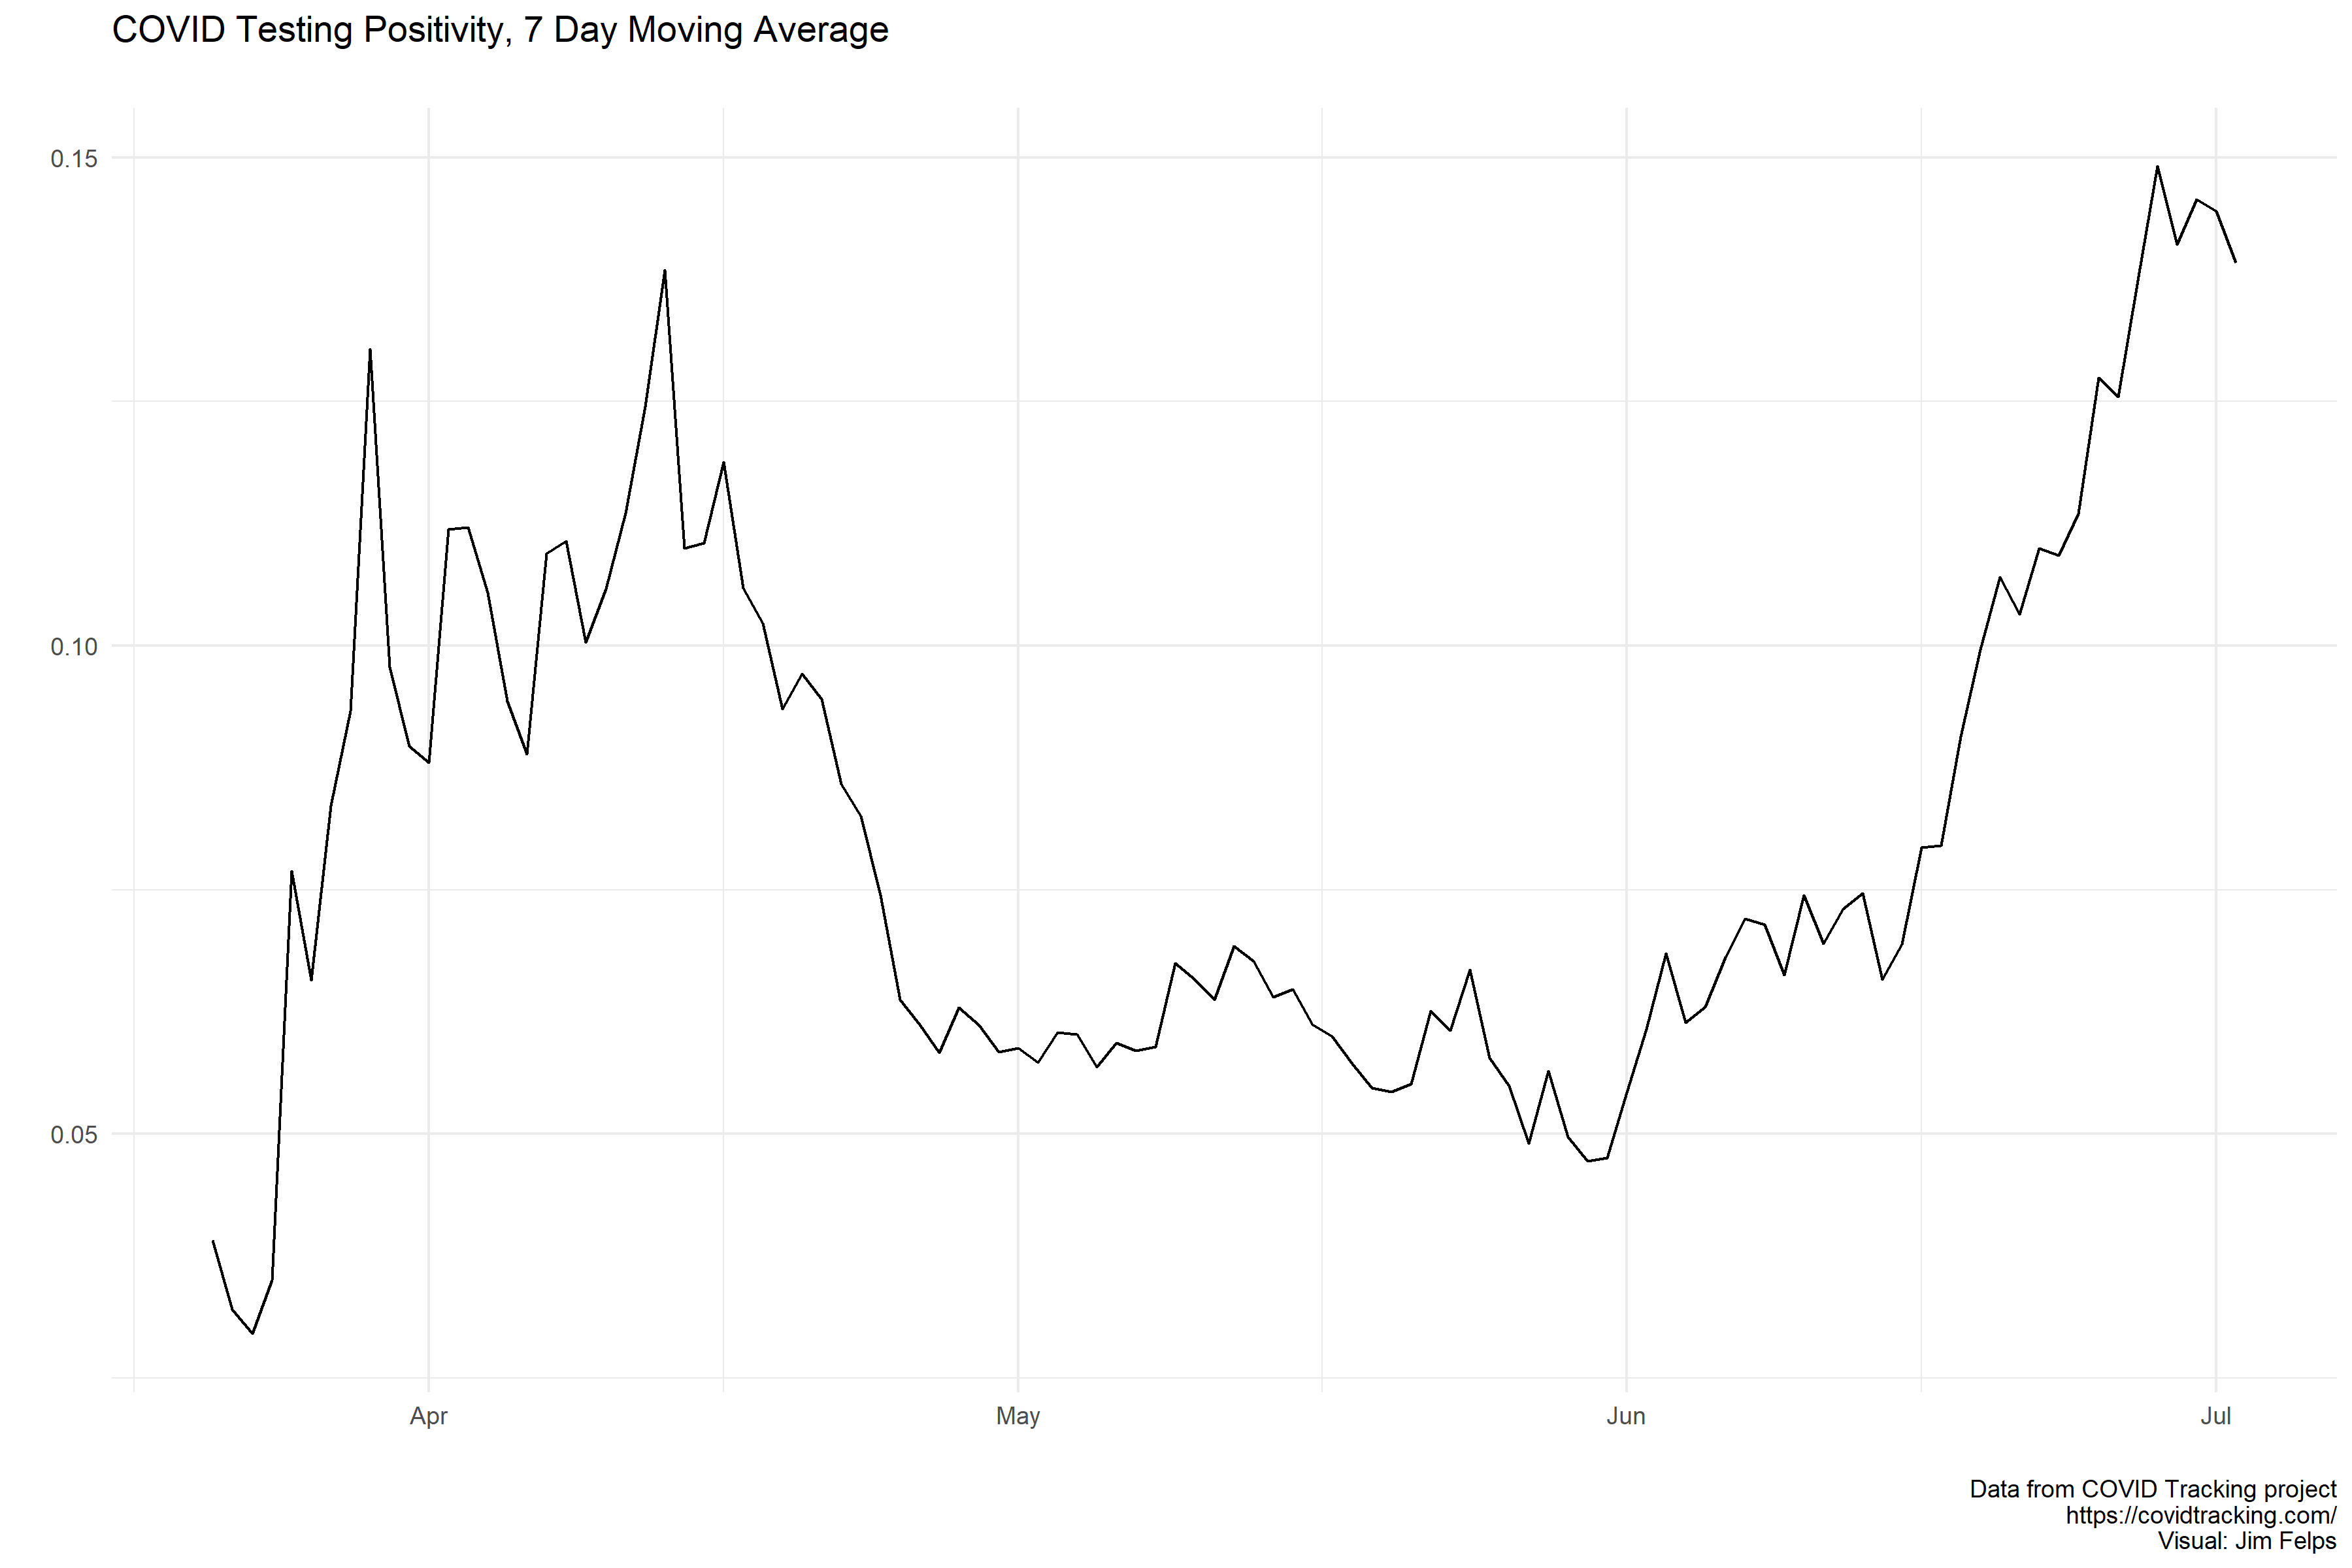 COVID Testing Positivity, 7 Day Moving Average
0.15
0.10
0.05
Apr May Jun Jul
Data from COVID Tracking project
https://covidtracking.com/
Visual: Jim Felps